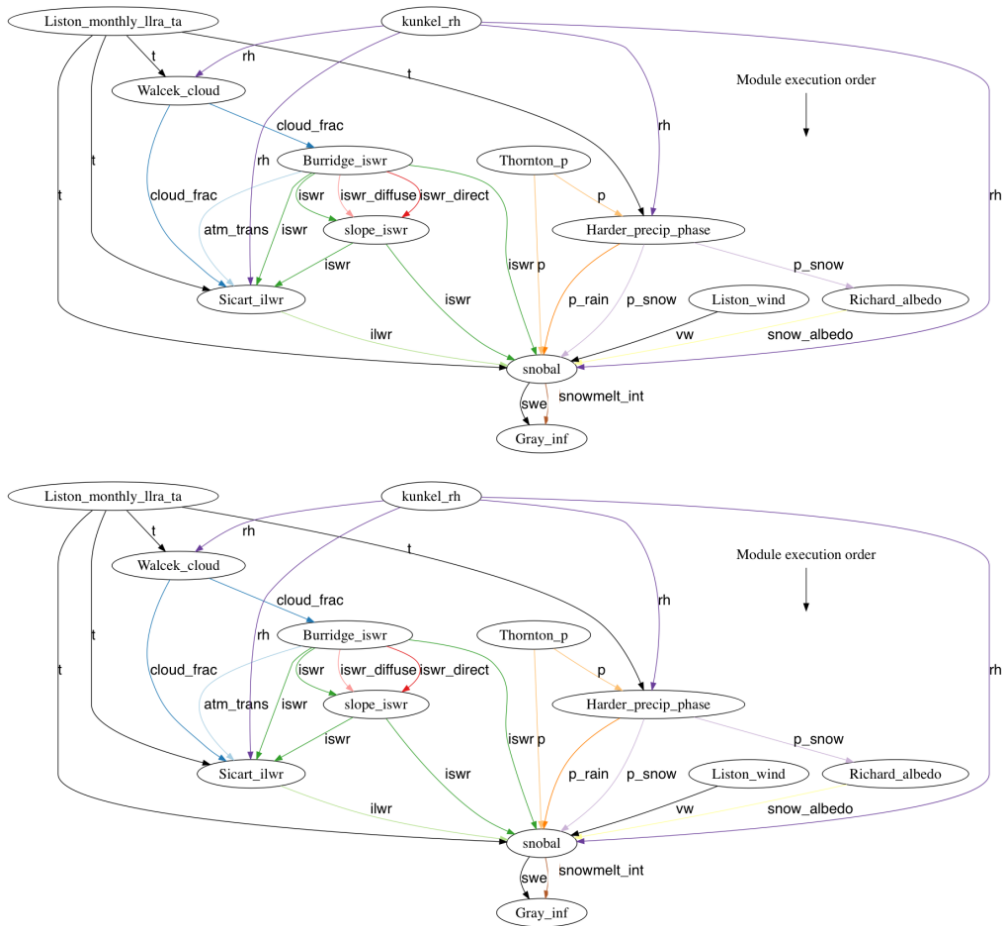 Liston_monthly_llra_ta
kunkel_rh
t
rh
Walcek_cloud
t
Module execution order
cloud_frac
rh
Burridge_iswr
Thornton_p
t
rh
t
cloud_frac
iswr
iswr_diffuse
iswr_direct
p
rh
atm_trans
iswr
slope_iswr
Harder_precip_phase
iswr
iswr
p
p_snow
Sicart_ilwr
iswr
p_rain
p_snow
Liston_wind
Richard_albedo
ilwr
vw
snow_albedo
snobal
swe
snowmelt_int
Gray_inf
Liston_monthly_llra_ta
kunkel_rh
t
rh
Walcek_cloud
t
Module execution order
cloud_frac
rh
Burridge_iswr
Thornton_p
t
rh
t
cloud_frac
iswr
iswr_diffuse
iswr_direct
p
rh
atm_trans
iswr
slope_iswr
Harder_precip_phase
iswr
iswr
p
p_snow
Sicart_ilwr
iswr
p_rain
p_snow
Liston_wind
Richard_albedo
ilwr
vw
snow_albedo
snobal
swe
snowmelt_int
Gray_inf